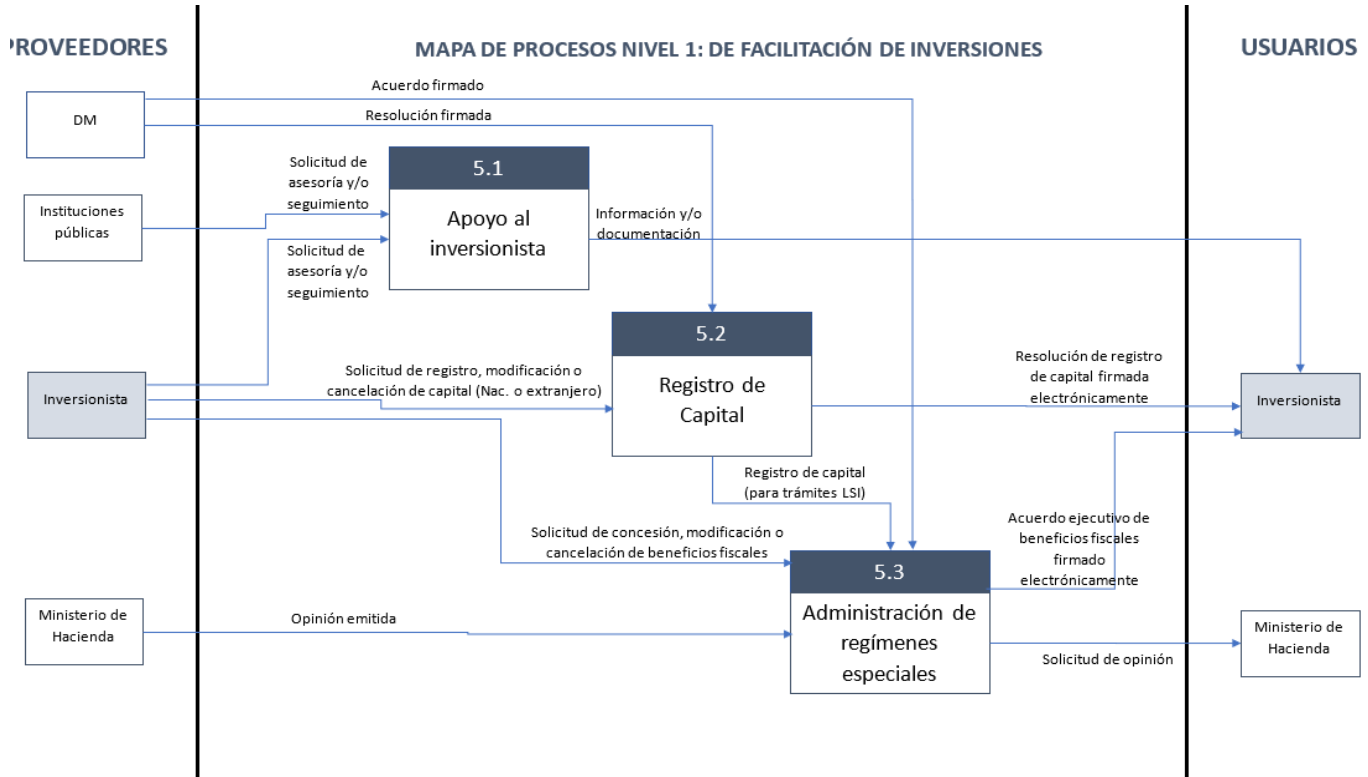 PROVEEDORES
MAPA DE PROCESOS NIVEL 1: DE FACILITACIÓN DE INVERSIONES
USUARIOS
DM
Acuerdo firmado
Resolución firmada
Instituciones
públicas
Solicitud de
asesoría y/o
seguimiento
5.1
Apoyo al
inversionista
Información y/o
documentación
Solicitud de
asesoría y/o
seguimiento
Inversionista
Solicitud de registro, modificación o
cancelación de capital (Nac. o extranjero)
5.2
Registro de
Capital
Resolución de registro
de capital firmada
electrónicamente
Inversionista
Registro de capital
(para trámites LSI)
Solicitud de concesión, modificación o
cancelación de beneficios fiscales
Acuerdo ejecutivo de
beneficios fiscales
firmado
electrónicamente
5.3
Administración de
regímenes
especiales
Ministerio de
Hacienda
Opinión emitida
Solicitud de opinión
Ministerio de
Hacienda